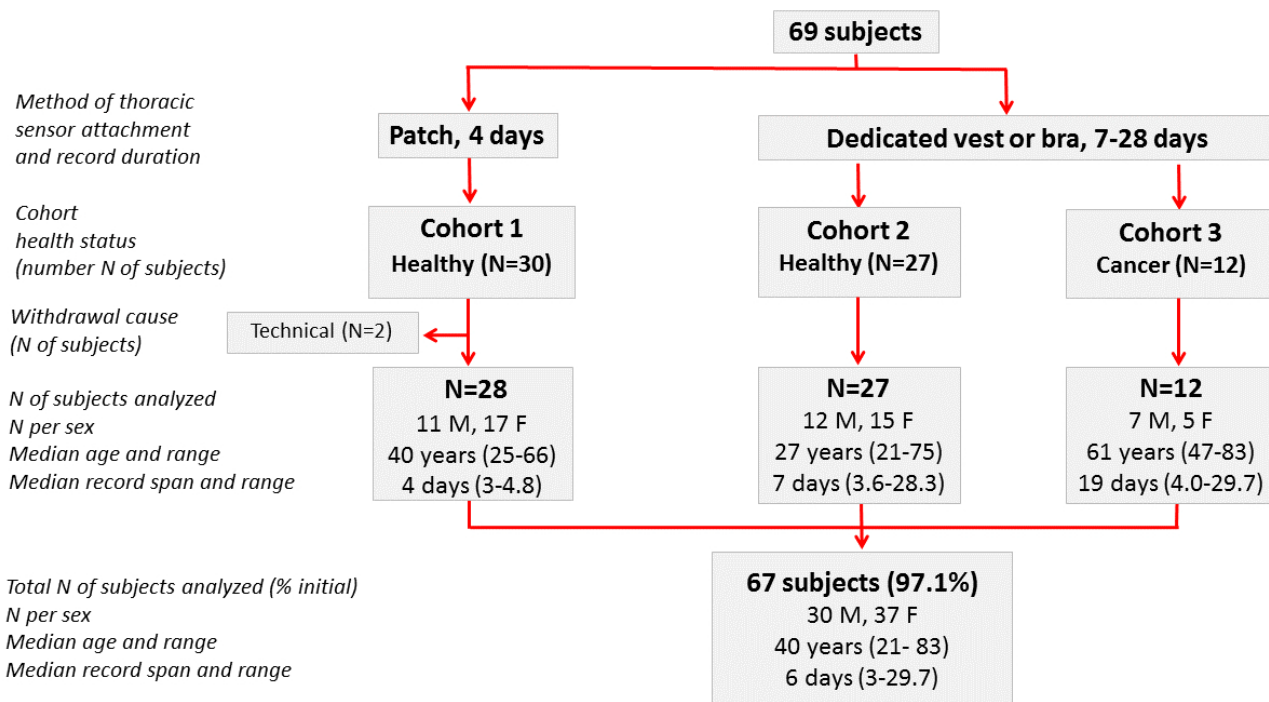 69 subjects
Method of thoracic
sensor attachment
and record duration
Patch, 4 days
Dedicated vest or bra, 7-28 days
Cohort
health status
(number N of subjects)
Cohort 1
Healthy (N=30)
Cohort 2
Healthy (N=27)
Cohort 3
Cancer (N=12)
Withdrawal cause
(N of subjects)
Technical (N=2)
N of subjects analyzed
N per sex
Median age and range
Median record span and range
N=28
11 M, 17 F
40 years (25-66)
4 days (3-4.8)
N=27
12 M, 15 F
27 years (21-75)
7 days (3.6-28.3)
N=12
7 M, 5 F
61 years (47-83)
19 days (4.0-29.7)
Total N of subjects analyzed (% initial)
N per sex
Median age and range
Median record span and range
67 subjects (97.1%)
30 M, 37 F
40 years (21- 83)
6 days (3-29.7)